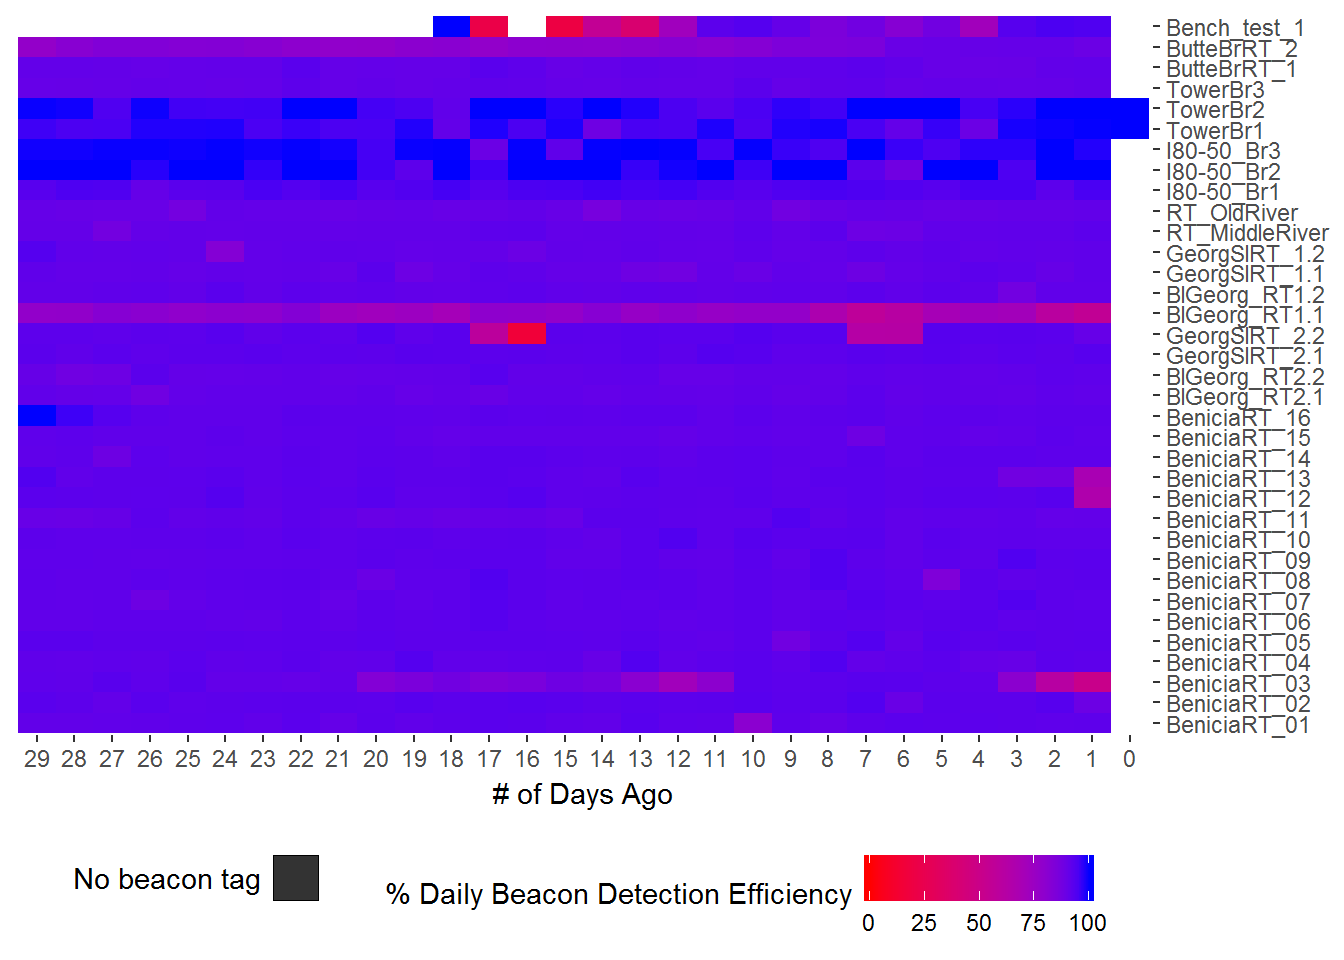 Bench_test_1
ButteBrRT_2
ButteBrRT_1
TowerBr3
TowerBr2
TowerBr1
I80-50_Br3
I80-50_Br2
I80-50_Br1
RT_OldRiver
RT_MiddleRiver
GeorgSlRT_1.2
GeorgSlRT_1.1
BlGeorg_RT1.2
BlGeorg_RT1.1
GeorgSlRT_2.2
GeorgSlRT_2.1
BlGeorg_RT2.2
BlGeorg_RT2.1
BeniciaRT_16
BeniciaRT_15
BeniciaRT_14
BeniciaRT_13
BeniciaRT_12
BeniciaRT_11
BeniciaRT_10
BeniciaRT_09
BeniciaRT_08
BeniciaRT_07
BeniciaRT_06
BeniciaRT_05
BeniciaRT_04
BeniciaRT_03
BeniciaRT_02
BeniciaRT_01
29 28 27 26 25 24 23 22 21 20 19 18 17 16 15 14 13 12 11 10 9 8 7 6 5 4 3 2 1 0
# of Days Ago
No beacon tag
% Daily Beacon Detection Efficiency
0 25 50 75 100